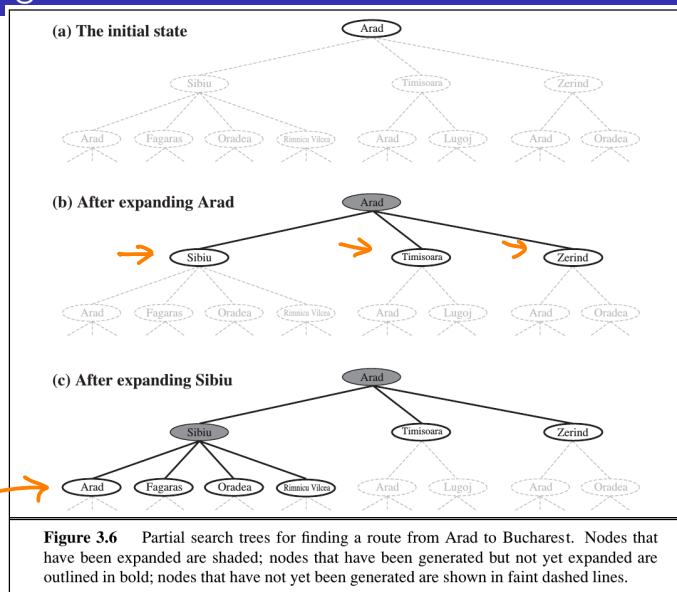 (a) The initial state
Arad
Sibiu Timisoara Zerind
Arad Fagaras Oradea Rimnicu Vilcea Arad Lugoj Arad Oradea
(b) After expanding Arad
Arad
Sibiu Timisoara Zerind
Arad Fagaras Oradea Rimnicu Vilcea Arad Lugoj Arad Oradea
(c) After expanding Sibiu
Arad
Sibiu Timisoara Zerind
Arad Fagaras Oradea Rimnicu Vilcea Arad Lugoj Arad Oradea
Figure 3.6 Partial search trees for finding a route from Arad to Bucharest. Nodes that
have been expanded are shaded; nodes that have been generated but not yet expanded are
outlined in bold; nodes that have not yet been generated are shown in faint dashed lines.